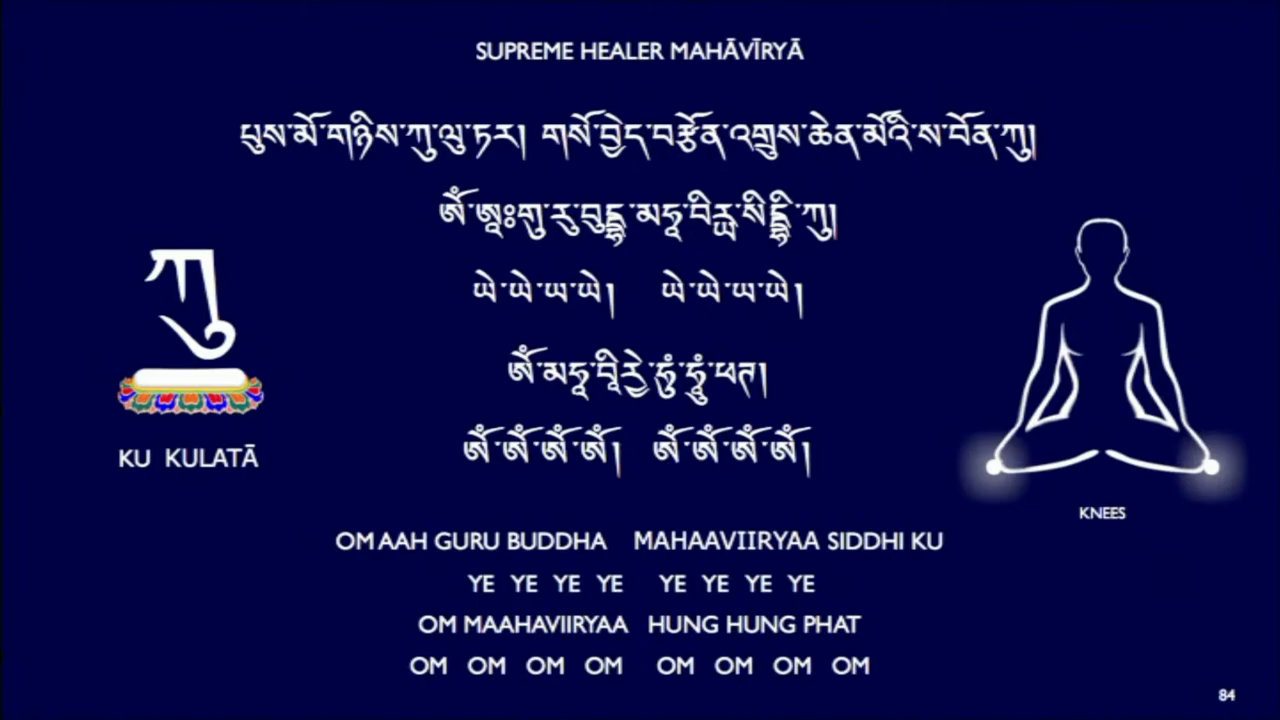 SUPREME HEALER MAHĀVĪRYĀ
པུས་མོ་གཉིས་ཀུ་ལུ་ཏར། གསོ་བྱེད་བརྩོན་འགྲུས་ཆེན་མོའི་ས་བོན་ཀུ།
ཨོཾ་ཨཱཿགུ་རུ་བུདྡྷ་མཧཱ་བིརྻ་སིདྡྷི་ཀུ།
ཡེ་ཡེ་ཡ་ཡེ། ཡེ་ཡེ་ཡ་ཡེ།
ཨོཾ་མཧཱ་བཱིརྱེ་ཧུཾ་ཧཱུཾ་ཕཊ།
ཨོཾ་ཨོཾ་ཨོཾ་ཨོཾ། ཨོཾ་ཨོཾ་ཨོཾ་ཨོཾ།
ཀུ
KU KULATĀ
KNEES
OM AAH GURU BUDDHA MAHAAVIIRYAA SIDDHI KU
YE YE YE YE YE YE YE YE
OM MAAHAVIIRYAA HUNG HUNG PHAT
OM OM OM OM OM OM OM OM
84